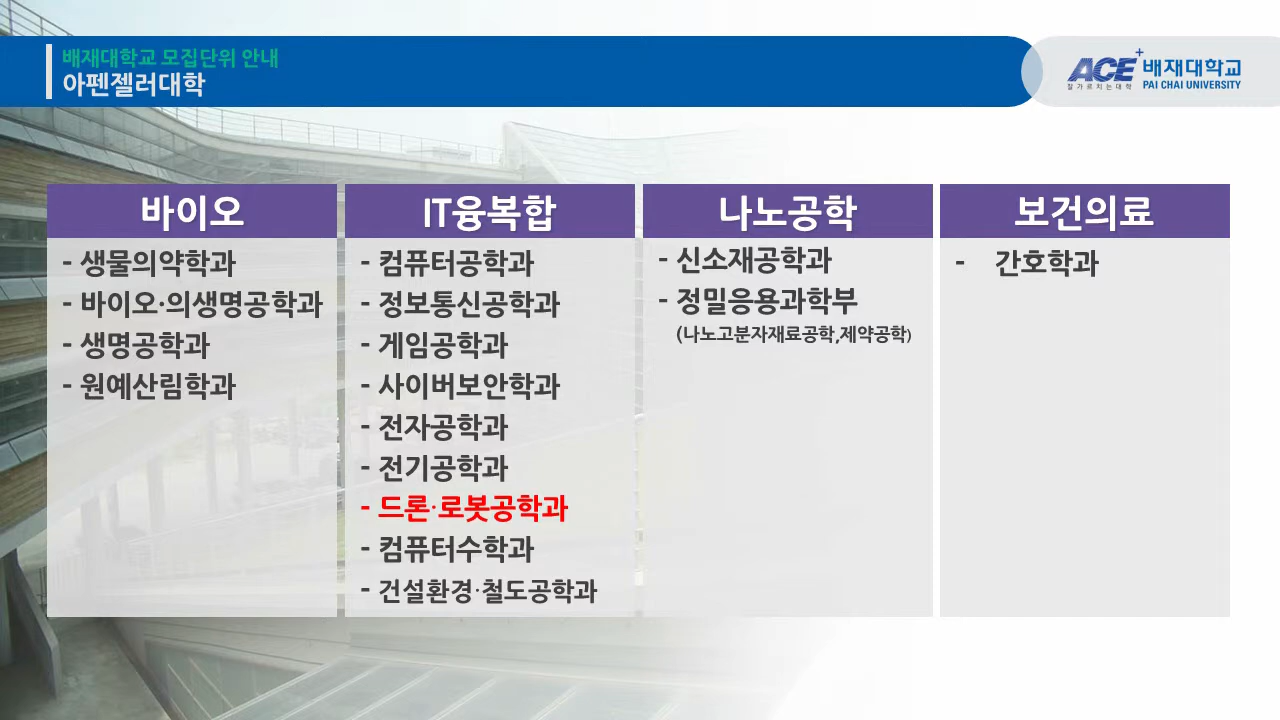 배재대학교 모집단위 안내
아펜젤러대학
ACE+
잘가르치는대학
배재대학교
PAI CHAI UNIVERSITY
바이오
- 생물의약학과
- 바이오·의생명공학과
- 생명공학과
- 원예산림학과
IT융복합
- 컴퓨터공학과
- 정보통신공학과
- 게임공학과
- 사이버보안학과
- 전자공학과
- 전기공학과
- 드론·로봇공학과
- 컴퓨터수학과
- 건설환경·철도공학과
나노공학
- 신소재공학과
- 정밀응용과학부
(나노고분자재료공학,제약공학)
보건의료
- 간호학과